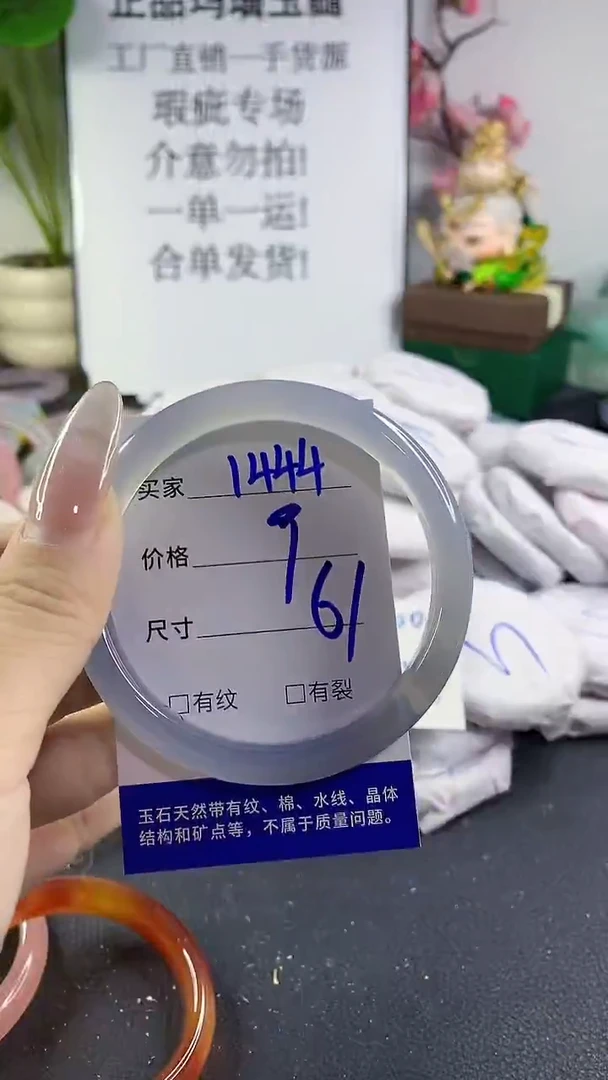 正品玛瑙玉髓
工厂直销一手货源
瑕疵专场
介意勿拍!
一单一运!
合单发货!
买家 1444
价格 9
尺寸 61
□有纹 □有裂
玉石天然带有纹、棉、水线、晶体
结构和矿点等，不属于质量问题。
5